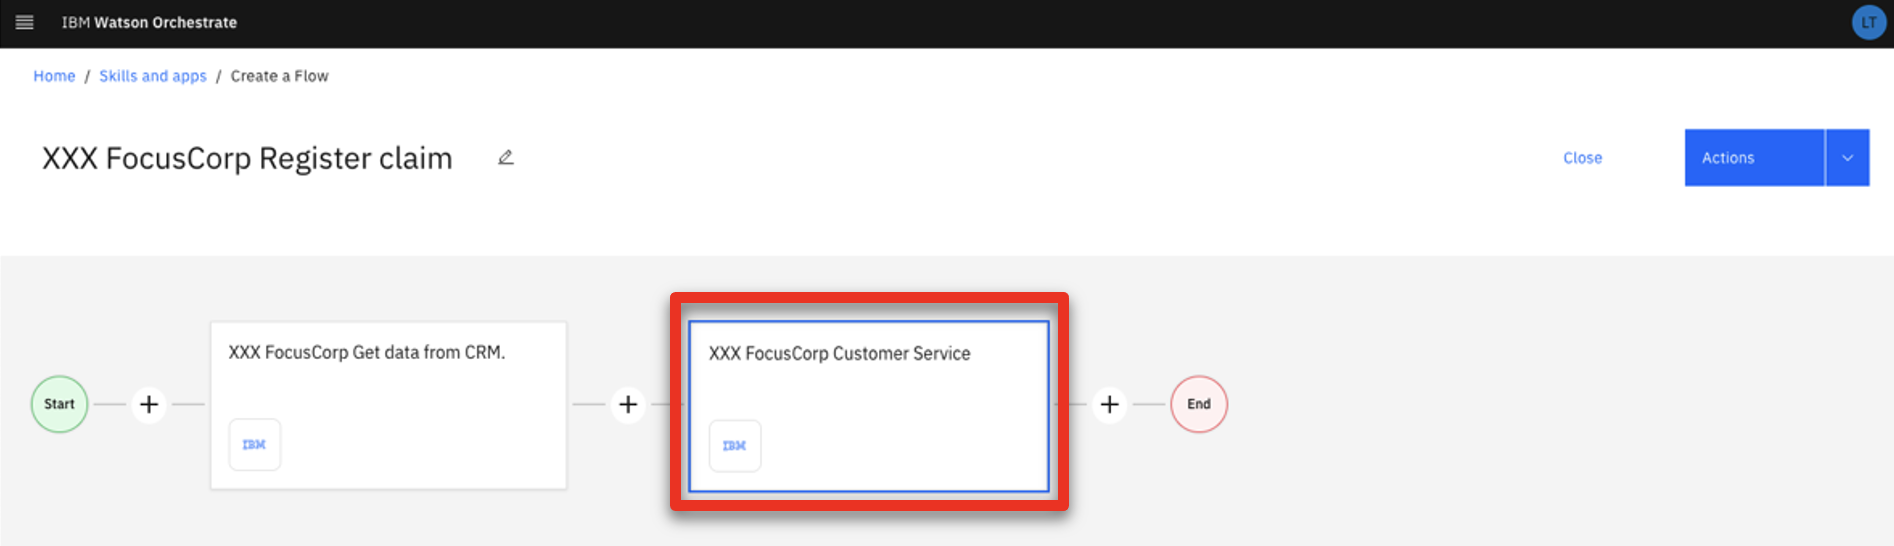 IBM Watson Orchestrate
LT
Home / Skills and apps / Create a Flow
XXX FocusCorp Register claim
Close
Actions
XXX FocusCorp Get data from CRM.
XXX FocusCorp Customer Service
Start
+
+
+
End
IBM
IBM